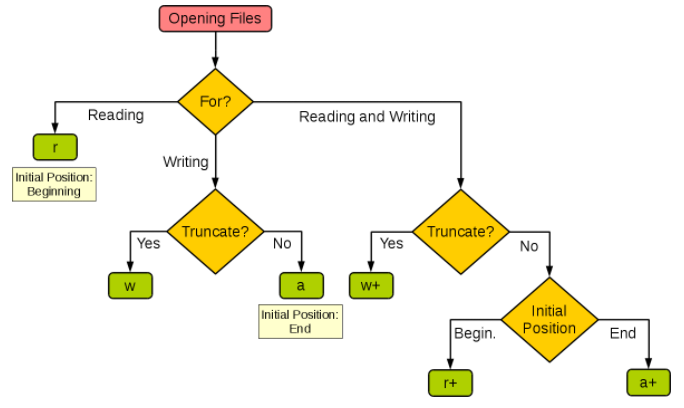 Opening Files
For?
Reading
Reading and Writing
r
Writing
Initial Position:
Beginning
Truncate?
Truncate?
Yes
No
Yes
No
w
a
w+
Initial Position:
End
Initial
Position
Begin.
End
r+
a+